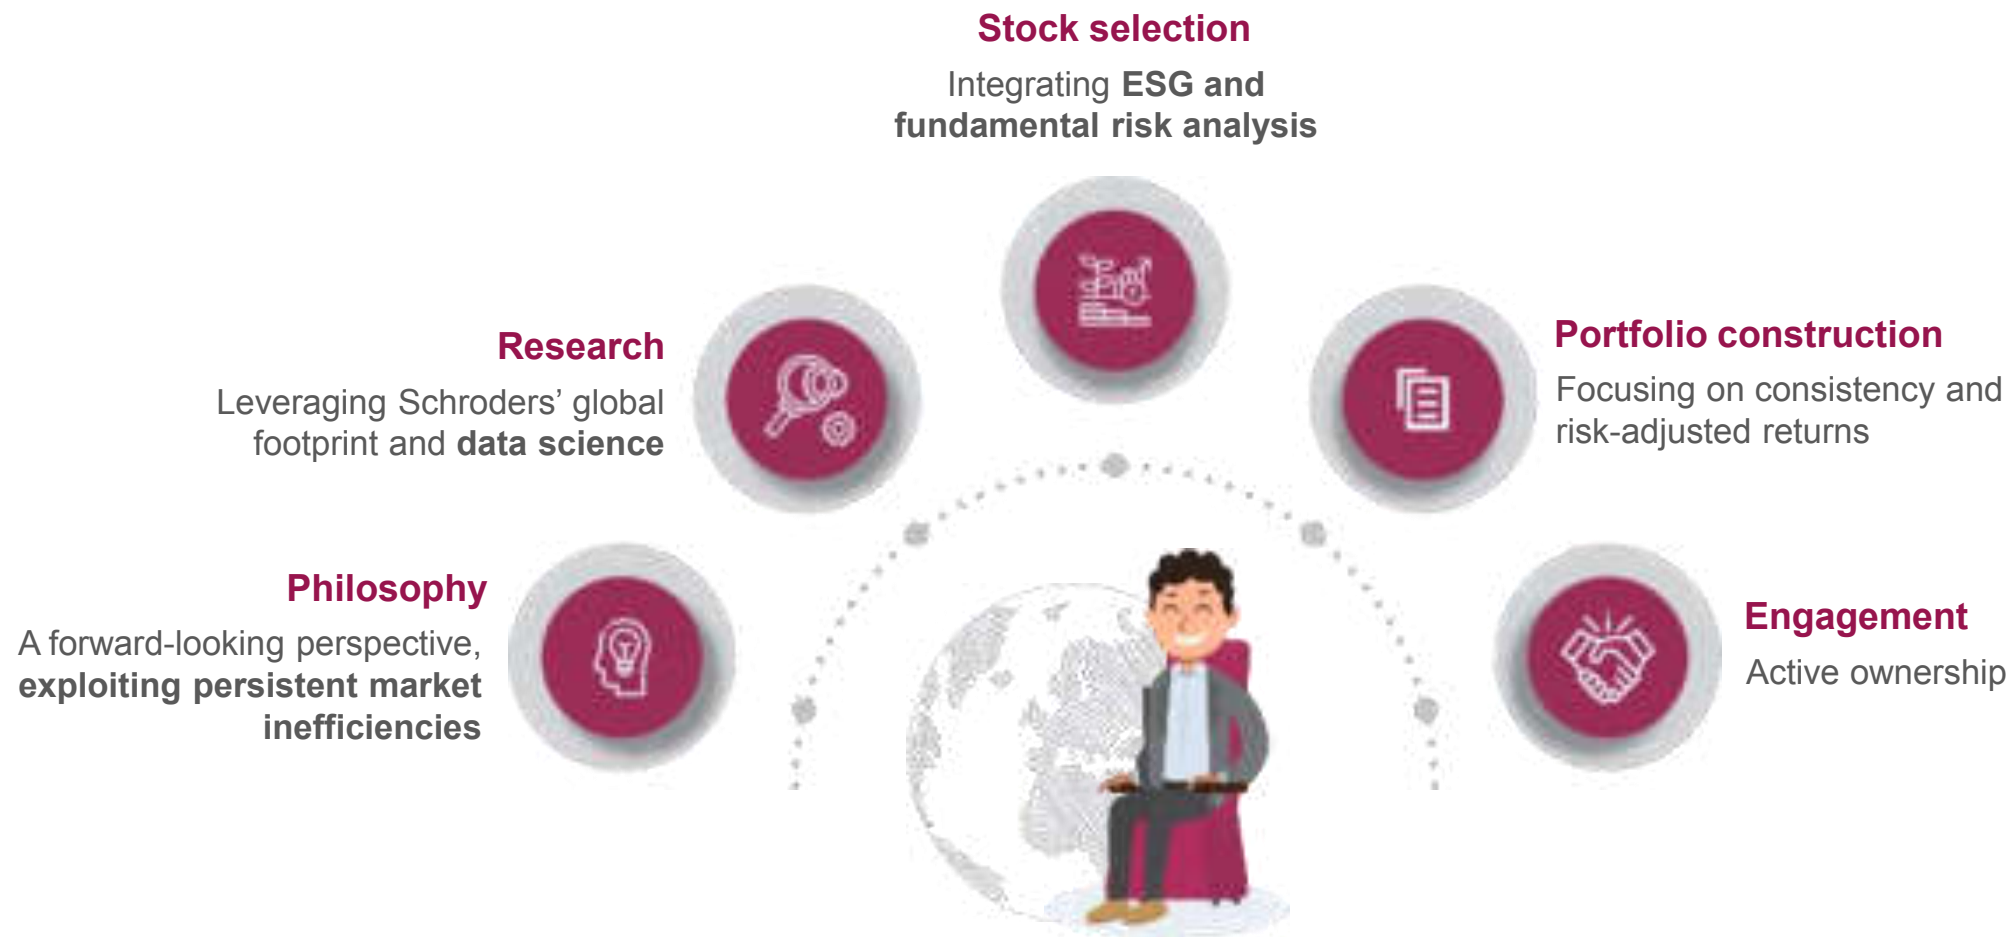 Stock selection
Integrating ESG and
fundamental risk analysis
Research
Leveraging Schroders’ global
footprint and data science
Portfolio construction
Focusing on consistency and
risk-adjusted returns
Philosophy
A forward-looking perspective,
exploiting persistent market
inefficiencies
Engagement
Active ownership